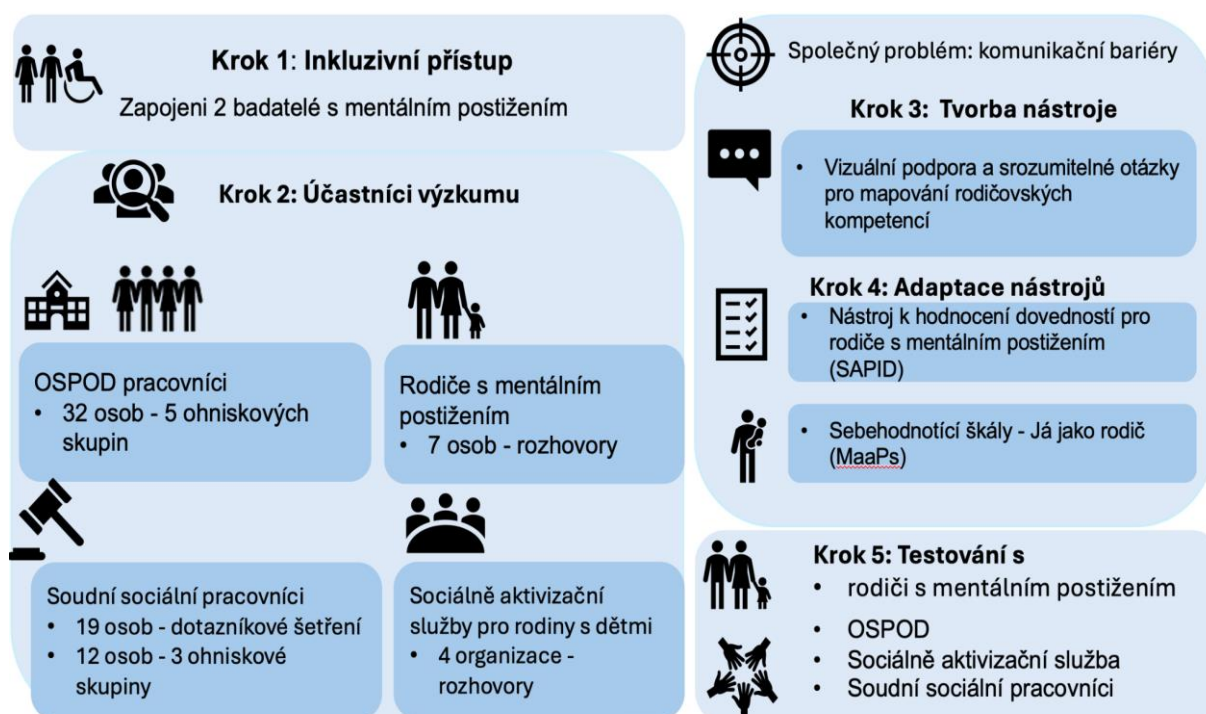 Krok 1: Inkluzivní přístup
Zapojeni 2 badatelé s mentálním postižením
Krok 2: Účastníci výzkumu
OSPOD pracovníci
• 32 osob - 5 ohniskových
skupin
Rodiče s mentálním
postižením
• 7 osob - rozhovory
Soudní sociální pracovníci
• 19 osob - dotazníkové šetření
• 12 osob - 3 ohniskové
skupiny
Sociálně aktivizační
služby pro rodiny s dětmi
• 4 organizace -
rozhovory
Společný problém: komunikační bariéry
Krok 3: Tvorba nástroje
• Vizuální podpora a srozumitelné otázky
pro mapování rodičovských
kompetencí
Krok 4: Adaptace nástrojů
• Nástroj k hodnocení dovedností pro
rodiče s mentálním postižením
(SAPID)
• Sebehodnotící škály - Já jako rodič
(MaaPs)
Krok 5: Testování s
• rodiči s mentálním postižením
• OSPOD
• Sociálně aktivizační služba
• Soudní sociální pracovníci